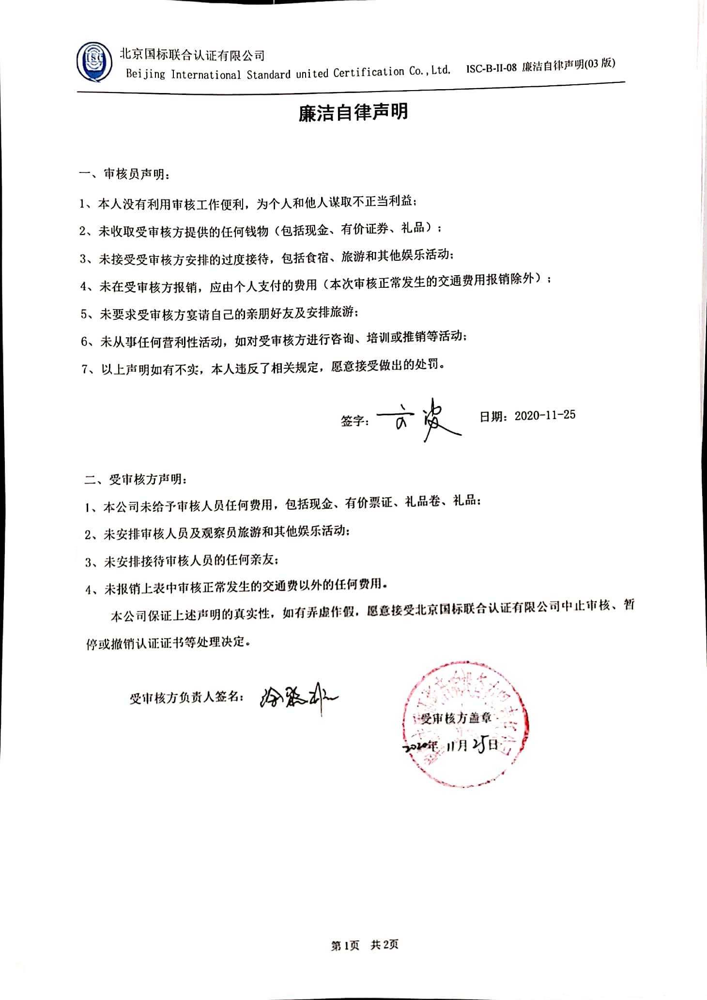 ISC
北京国标联合认证有限公司
Beijing International Standard united Certification Co.,Ltd. ISC-B-II-08 廉洁自律声明(03 版)
廉洁自律声明
一、审核员声明：
1、本人没有利用审核工作便利，为个人和他人谋取不正当利益；
2、未收取受审核方提供的任何钱物（包括现金、有价证券、礼品）；
3、未接受受审核方安排的过度接待，包括食宿、旅游和其他娱乐活动；
4、未在受审核方报销，应由个人支付的费用（本次审核正常发生的交通费用报销除外）；
5、未要求受审核方宴请自己的亲朋好友及安排旅游；
6、未从事任何营利性活动，如对受审核方进行咨询、培训或推销等活动；
7、以上声明如有不实，本人违反了相关规定，愿意接受做出的处罚。
签字： 日期：2020-11-25
二、受审核方声明：
1、本公司未给予审核人员任何费用，包括现金、有价票证、礼品卷、礼品；
2、未安排审核人员及观察员旅游和其他娱乐活动；
3、未安排接待审核人员的任何亲友；
4、未报销上表中审核正常发生的交通费以外的任何费用。
本公司保证上述声明的真实性，如有弄虚作假，愿意接受北京国标联合认证有限公司中止审核、暂
停或撤销认证证书等处理决定。
受审核方负责人签名：
受审核方盖章
2020年 11月25日
第1页 共2页